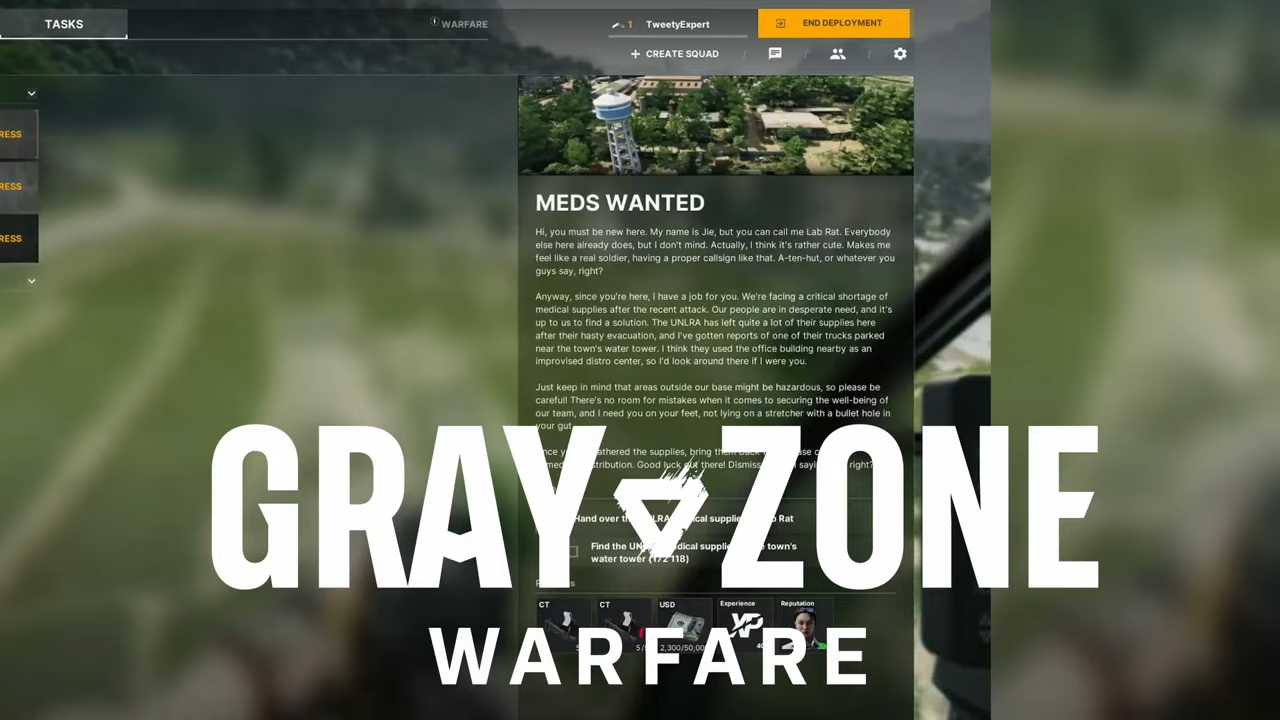 TASKS
WARFARE
1
TweetyExpert
END DEPLOYMENT
CREATE SQUAD
RESS
RESS
RESS
MEDS WANTED
Hi, you must be new here. My name is Jie, but you can call me Lab Rat. Everybody
else here already does, but I don't mind. Actually, I think it's rather cute. Makes me
feel like a real soldier, having a proper callsign like that. A-ten-hut, or whatever you
guys say, right?
Anyway, since you're here, I have a job for you. We're facing a critical shortage of
medical supplies after the recent attack. Our people are in desperate need, and it's
up to us to find a solution. The UNLRA has left quite a lot of their supplies here
after their hasty evacuation, and I've gotten reports of one of their trucks parked
near the town's water tower. I think they used the office building nearby as an
improvised distro center, so I'd look around there if I were you.
Just keep in mind that areas outside our base might be hazardous, so please be
careful! There's no room for mistakes when it comes to securing the well-being of
our team, and I need you on your feet, not lying on a stretcher with a bullet hole in
your gut.
gathered the supplies, bring
Good luck out there!
right?
GRAY ZONE
Hand over
Rat
Find the
town's
water tower
CT
CT
USD
Experience
Reputation
2,300/50,00
WARFARE